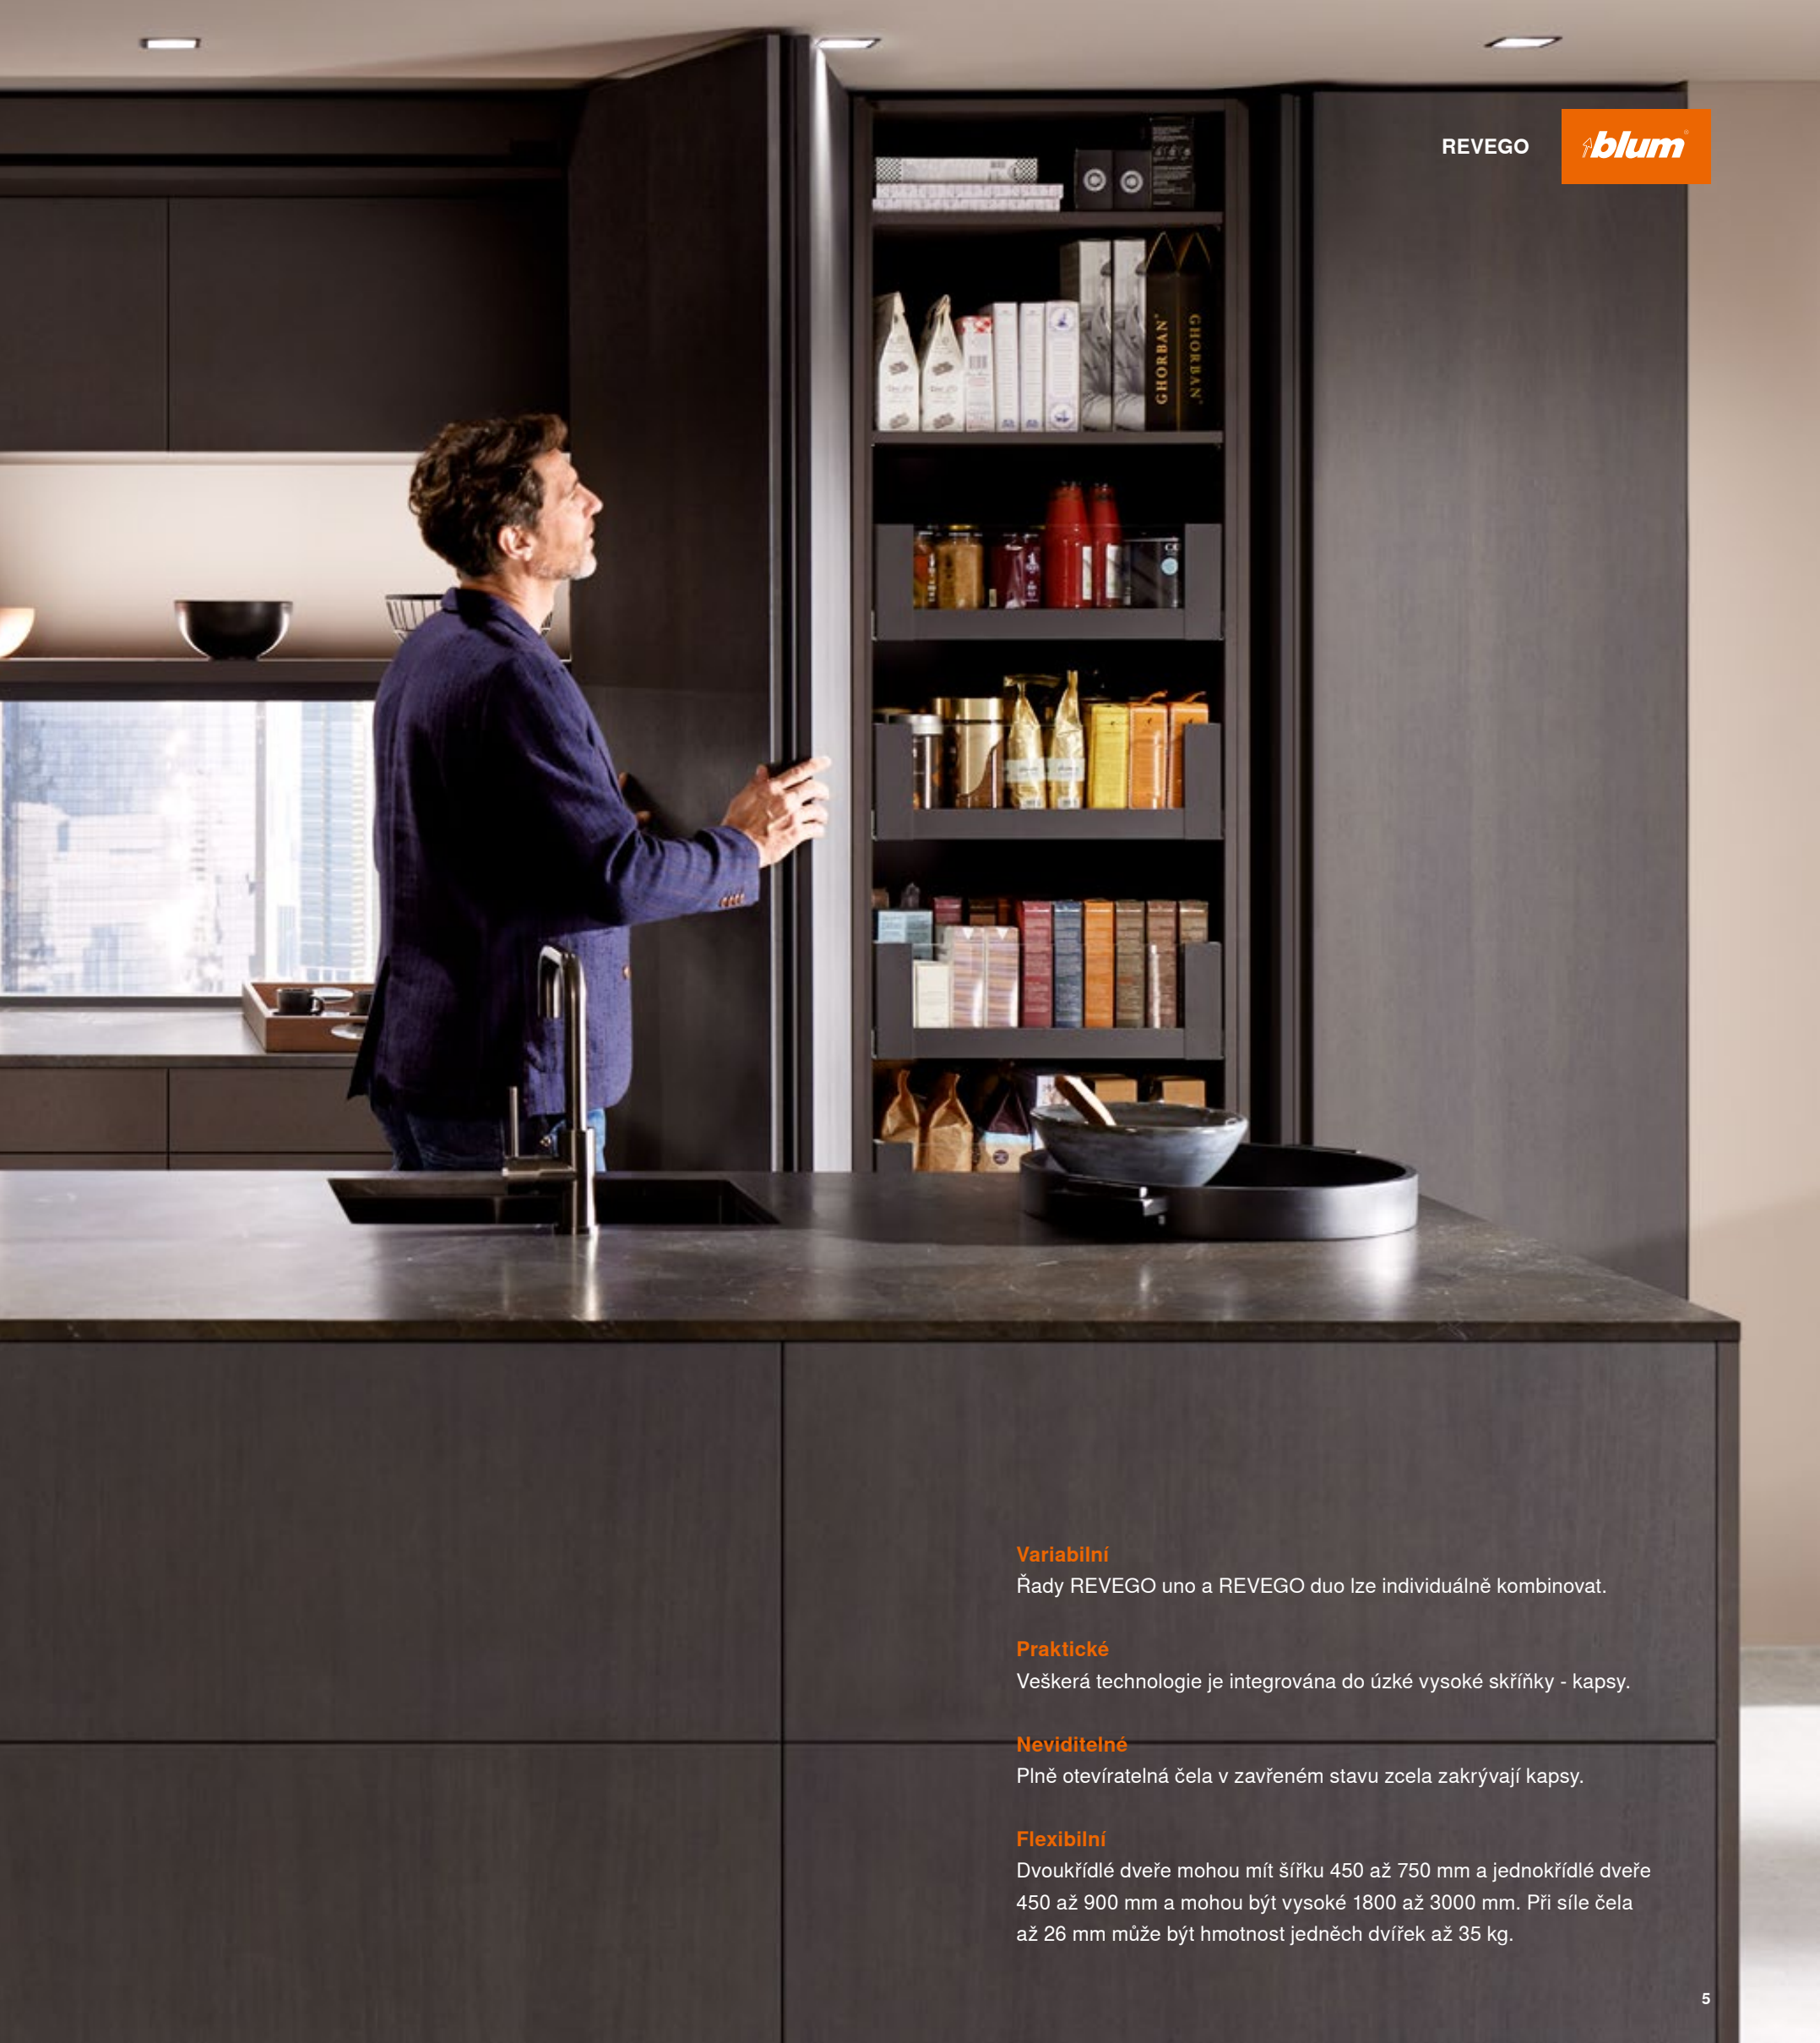 REVEGO
blum
GHORBAN
GHORBAN
Variabilní
Řady REVEGO uno a REVEGO duo lze individuálně kombinovat.
Praktické
Veškerá technologie je integrována do úzké vysoké skříňky - kapsy.
Neviditelné
Plně otevíratelná čela v zavřeném stavu zcela zakrývají kapsy.
Flexibilní
Dvoukřídlé dveře mohou mít šířku 450 až 750 mm a jednokřídlé dveře
450 až 900 mm a mohou být vysoké 1800 až 3000 mm. Při síle čela
až 26 mm může být hmotnost jedněch dvířek až 35 kg.
5